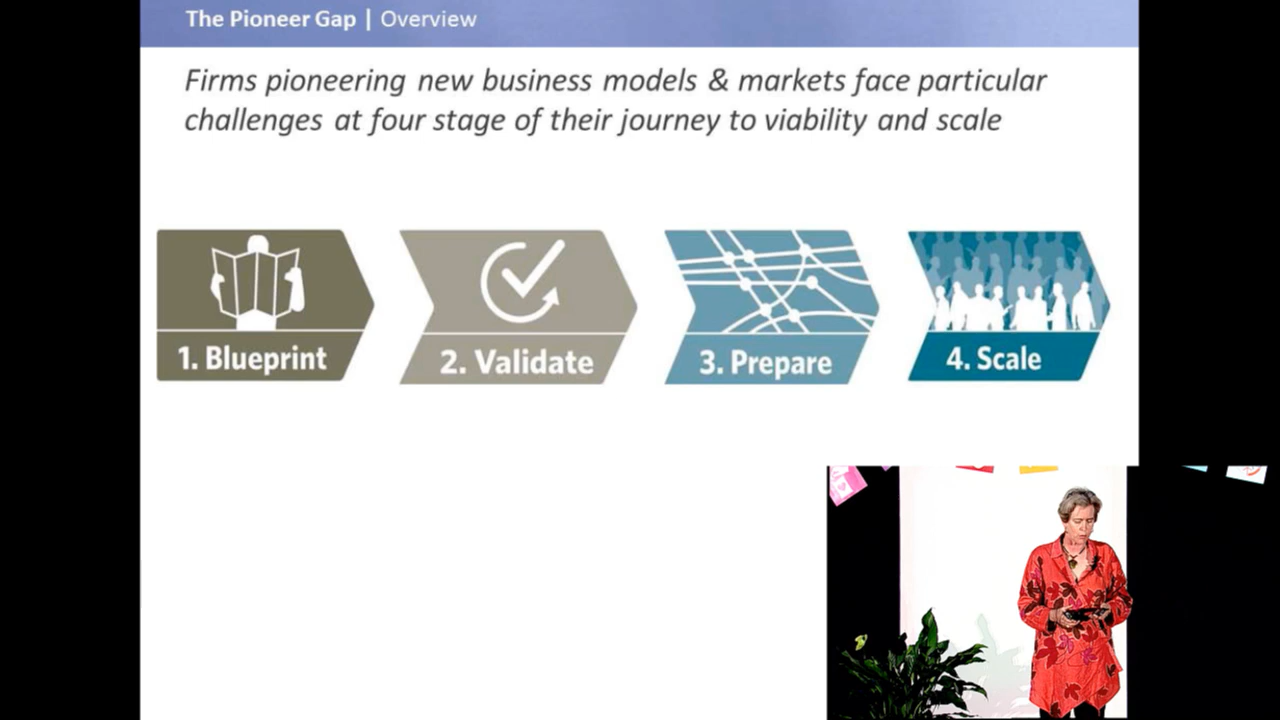 The Pioneer Gap | Overview
Firms pioneering new business models & markets face particular
challenges at four stage of their journey to viability and scale
1. Blueprint
2. Validate
3. Prepare
4. Scale